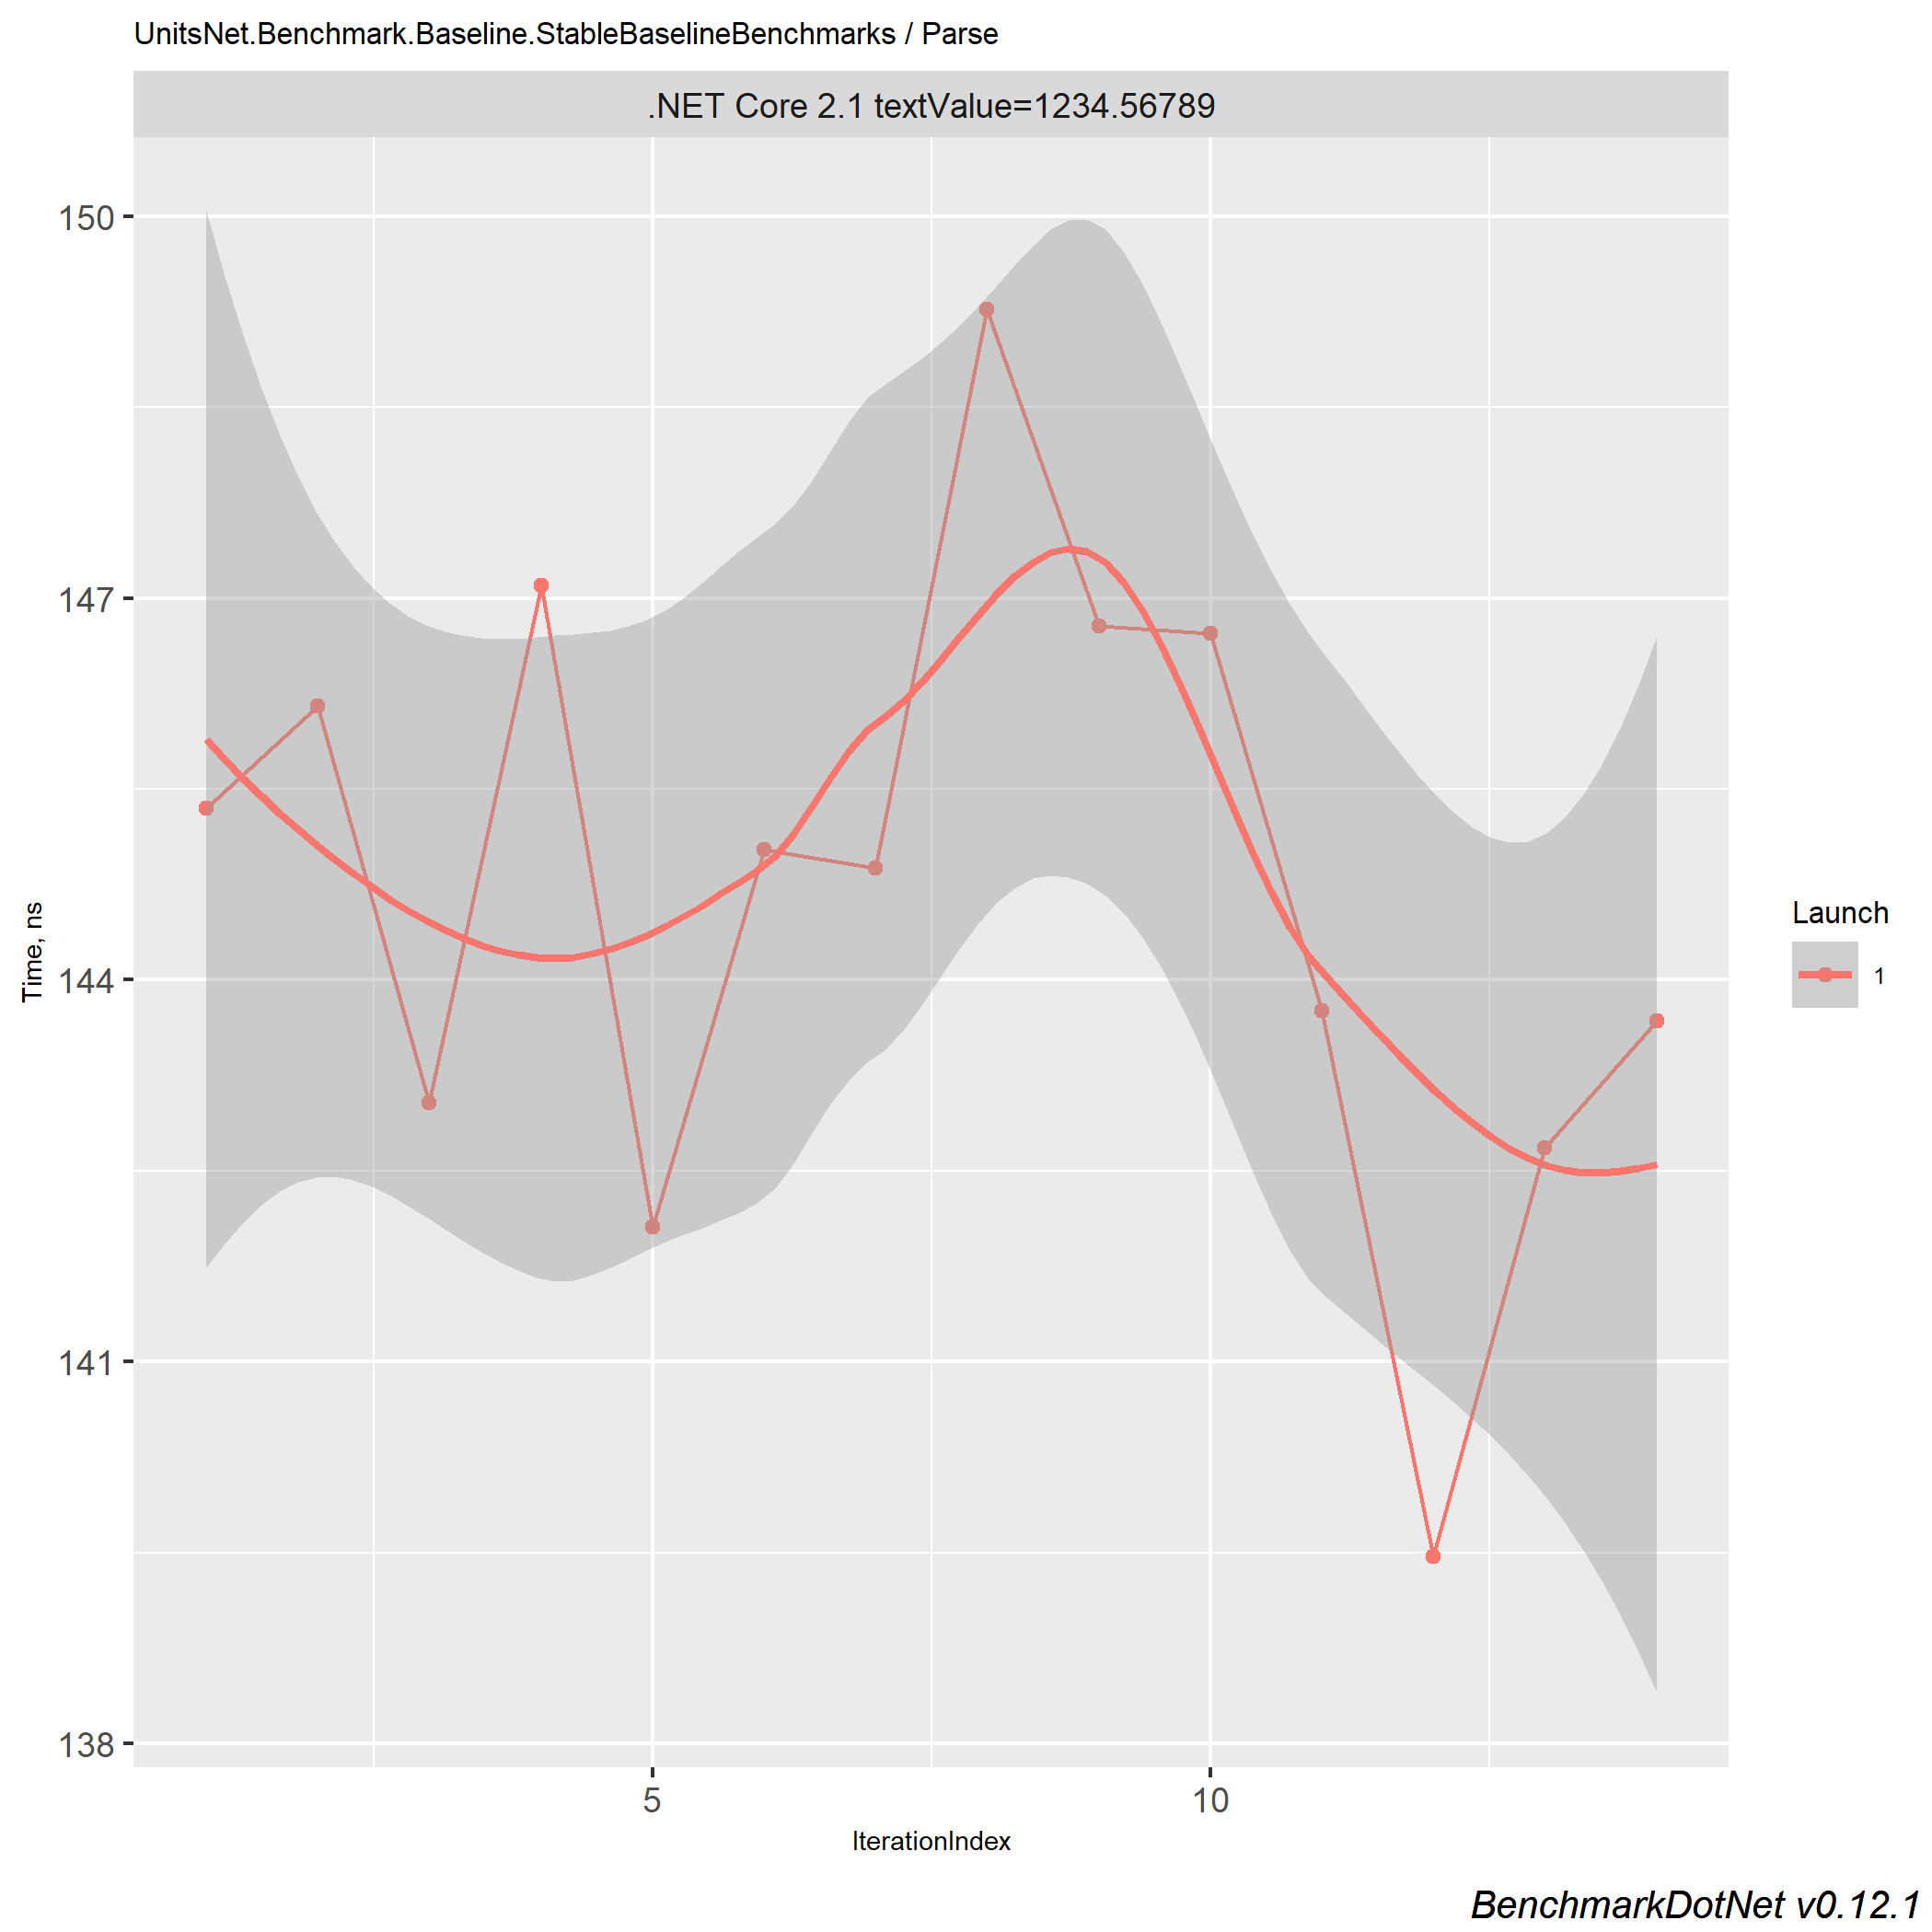 UnitsNet.Benchmark.Baseline.StableBaselineBenchmarks / Parse
.NET Core 2.1 textValue=1234.56789
150
147
144
141
138
Time, ns
5 10
IterationIndex
Launch
1
BenchmarkDotNet v0.12.1